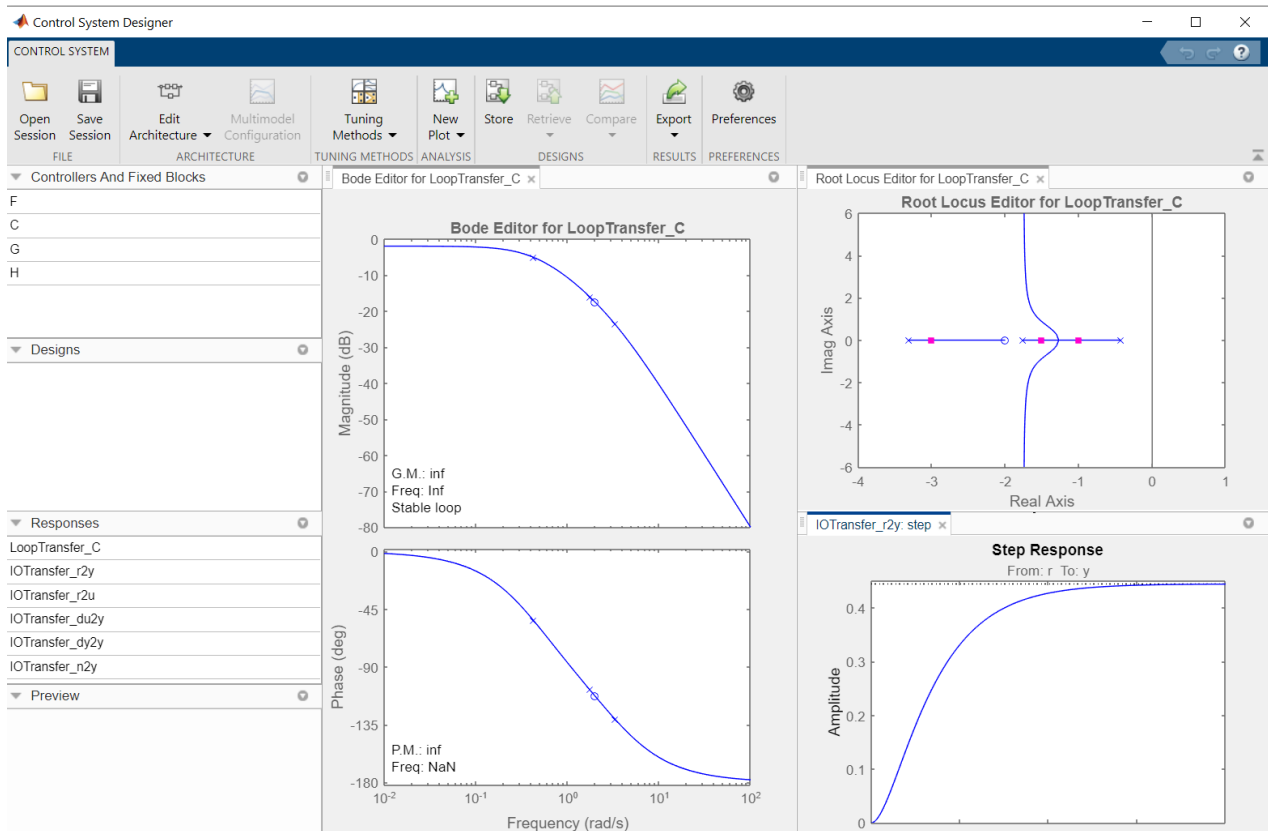 Control System Designer
CONTROL SYSTEM
Open Session
Save Session
Edit Architecture
Multimodel Configuration
Tuning Methods
New Plot
Store
Retrieve
Compare
Export
Preferences
FILE
ARCHITECTURE
TUNING METHODS
ANALYSIS
DESIGNS
RESULTS
PREFERENCES
Controllers And Fixed Blocks
F
C
G
H
Designs
Responses
LoopTransfer_C
IOTransfer_r2y
IOTransfer_r2u
IOTransfer_du2y
IOTransfer_dy2y
IOTransfer_n2y
Preview
Bode Editor for LoopTransfer_C
Bode Editor for LoopTransfer_C
Magnitude (dB)
0
-10
-20
-30
-40
-50
-60
-70
-80
G.M.: inf
Freq: Inf
Stable loop
Phase (deg)
0
-45
-90
-135
-180
P.M.: inf
Freq: NaN
10-2 10-1 100 101 102
Frequency (rad/s)
Root Locus Editor for LoopTransfer_C
Root Locus Editor for LoopTransfer_C
Imag Axis
6
4
2
0
-2
-4
-6
-4 -3 -2 -1 0 1
Real Axis
IOTransfer_r2y: step
Step Response
From: r To: y
Amplitude
0.4
0.3
0.2
0.1
0